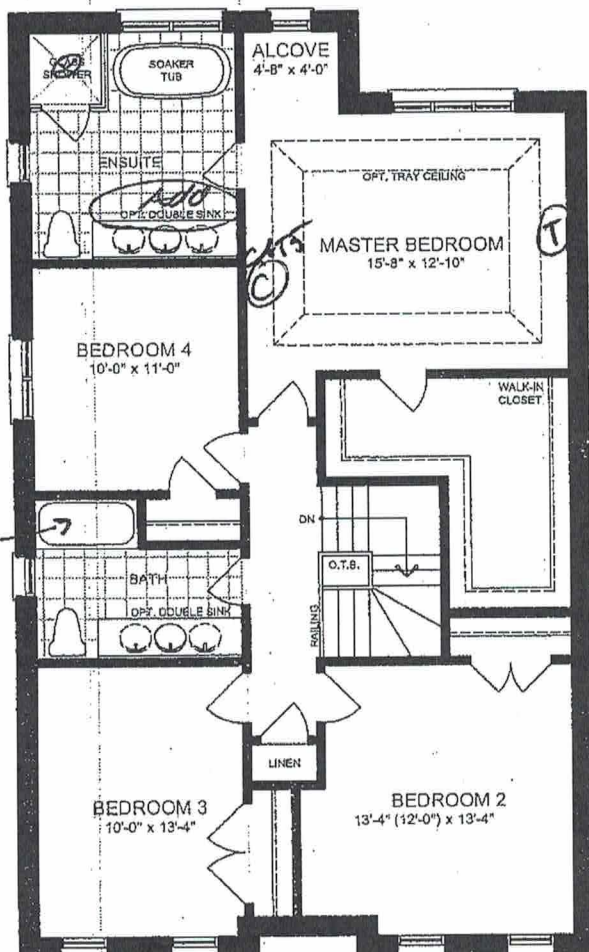 ALCOVE
4'-8" x 4'-0"
GLASS
SHOWER
SOAKER
TUB
ENSUITE
Add
OPT. DOUBLE SINK
OPT. TRAY CEILING
MASTER BEDROOM
15'-8" x 12'-10"
T
CAT5
C
BEDROOM 4
10'-0" x 11'-0"
WALK-IN
CLOSET
DN
O.T.B.
RAILING
BATH
OPT. DOUBLE SINK
LINEN
BEDROOM 3
10'-0" x 13'-4"
BEDROOM 2
13'-4" (12'-0") x 13'-4"